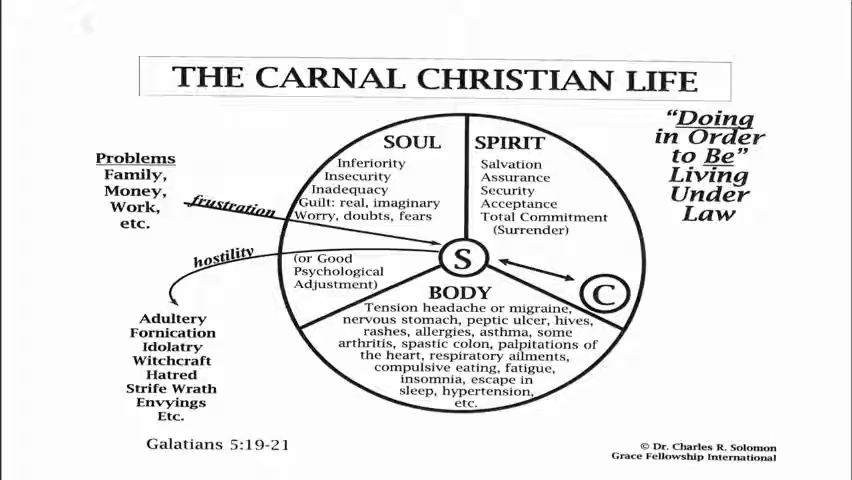 THE CARNAL CHRISTIAN LIFE
"Doing
in Order
to Be"
Living
Under
Law
Problems
Family,
Money,
Work,
etc.
frustration
hostility
SOUL
Inferiority
Insecurity
Inadequacy
Guilt: real, imaginary
Worry, doubts, fears
(or Good
Psychological
Adjustment)
SPIRIT
Salvation
Assurance
Security
Acceptance
Total Commitment
(Surrender)
S
C
BODY
Tension headache or migraine,
nervous stomach, peptic ulcer, hives,
rashes, allergies, asthma, some
arthritis, spastic colon, palpitations of
the heart, respiratory ailments,
compulsive eating, fatigue,
insomnia, escape in
sleep, hypertension,
etc.
Adultery
Fornication
Idolatry
Witchcraft
Hatred
Strife Wrath
Envyings
Etc.
Galatians 5:19-21
© Dr. Charles R. Solomon
Grace Fellowship International